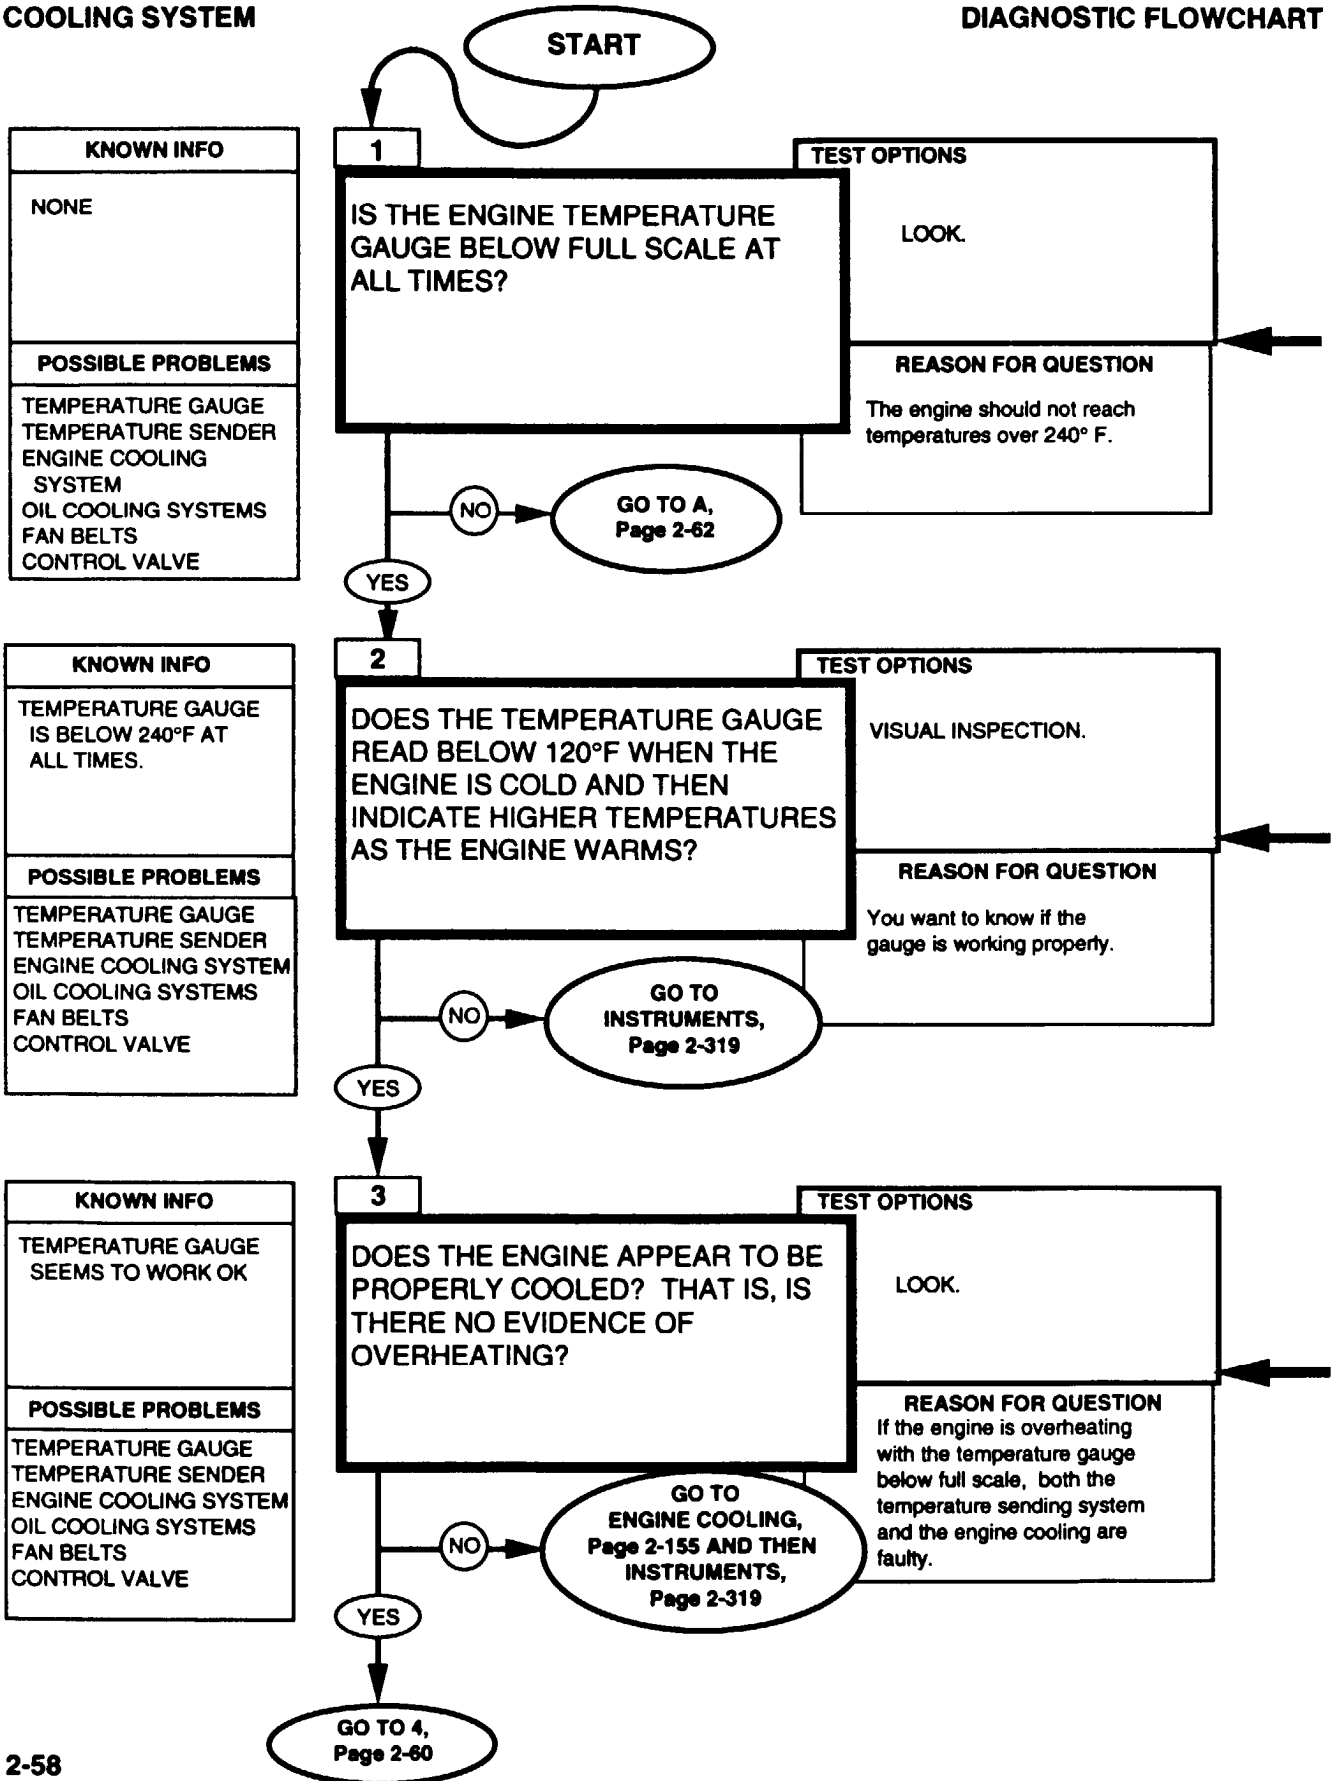 COOLING SYSTEM
DIAGNOSTIC FLOWCHART
START
KNOWN INFO
NONE
POSSIBLE PROBLEMS
TEMPERATURE GAUGE
TEMPERATURE SENDER
ENGINE COOLING
SYSTEM
OIL COOLING SYSTEMS
FAN BELTS
CONTROL VALVE
1
IS THE ENGINE TEMPERATURE
GAUGE BELOW FULL SCALE AT
ALL TIMES?
TEST OPTIONS
LOOK.
REASON FOR QUESTION
The engine should not reach
temperatures over 240° F.
NO
GO TO A,
Page 2-62
YES
KNOWN INFO
TEMPERATURE GAUGE
IS BELOW 240°F AT
ALL TIMES.
POSSIBLE PROBLEMS
TEMPERATURE GAUGE
TEMPERATURE SENDER
ENGINE COOLING SYSTEM
OIL COOLING SYSTEMS
FAN BELTS
CONTROL VALVE
2
DOES THE TEMPERATURE GAUGE
READ BELOW 120°F WHEN THE
ENGINE IS COLD AND THEN
INDICATE HIGHER TEMPERATURES
AS THE ENGINE WARMS?
TEST OPTIONS
VISUAL INSPECTION.
REASON FOR QUESTION
You want to know if the
gauge is working properly.
NO
GO TO
INSTRUMENTS,
Page 2-319
YES
KNOWN INFO
TEMPERATURE GAUGE
SEEMS TO WORK OK
POSSIBLE PROBLEMS
TEMPERATURE GAUGE
TEMPERATURE SENDER
ENGINE COOLING SYSTEM
OIL COOLING SYSTEMS
FAN BELTS
CONTROL VALVE
3
DOES THE ENGINE APPEAR TO BE
PROPERLY COOLED? THAT IS, IS
THERE NO EVIDENCE OF
OVERHEATING?
TEST OPTIONS
LOOK.
REASON FOR QUESTION
If the engine is overheating
with the temperature gauge
below full scale, both the
temperature sending system
and the engine cooling are
faulty.
NO
GO TO
ENGINE COOLING,
Page 2-155 AND THEN
INSTRUMENTS,
Page 2-319
YES
GO TO 4,
Page 2-60
2-58